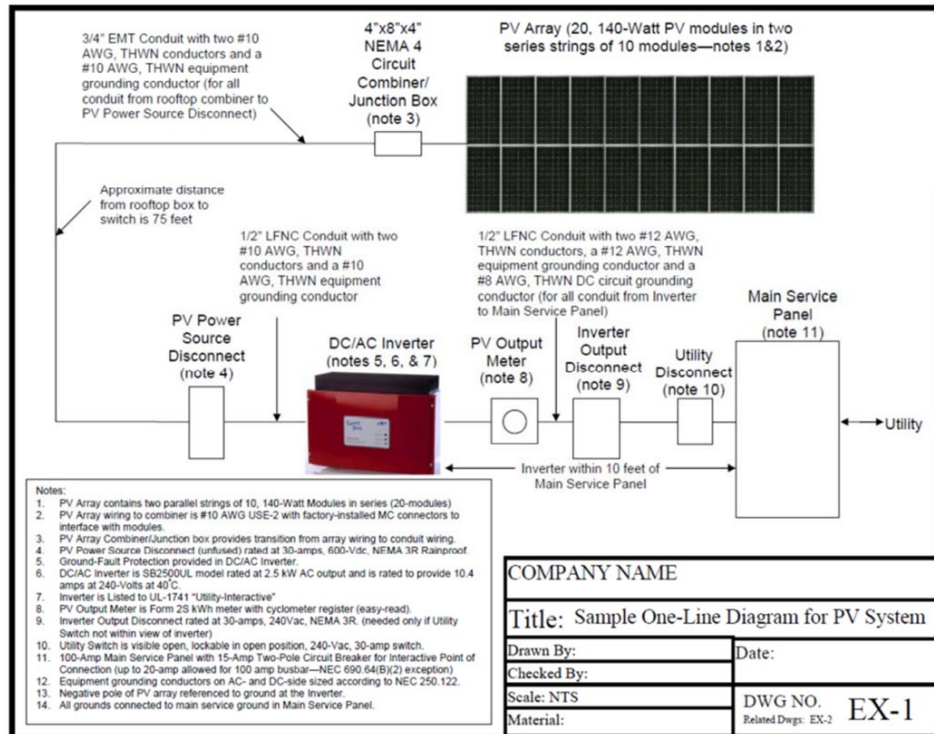 3/4” EMT Conduit with two #10
AWG, THWN conductors and a
#10 AWG, THWN equipment
grounding conductor (for all
conduit from rooftop combiner to
PV Power Source Disconnect)
4”x8”x4”
NEMA 4
Circuit
Combiner/
Junction Box
(note 3)
PV Array (20, 140-Watt PV modules in two
series strings of 10 modules—notes 1&2)
Approximate distance
from rooftop box to
switch is 75 feet
1/2” LFNC Conduit with two
#10 AWG, THWN
conductors and a #10
AWG, THWN equipment
grounding conductor
1/2” LFNC Conduit with two #12 AWG,
THWN conductors, a #12 AWG, THWN
equipment grounding conductor and a
#8 AWG, THWN DC circuit grounding
conductor (for all conduit from Inverter
to Main Service Panel)
PV Power
Source
Disconnect
(note 4)
DC/AC Inverter
(notes 5, 6, & 7)
PV Output
Meter
(note 8)
Inverter
Output
Disconnect
(note 9)
Utility
Disconnect
(note 10)
Main Service
Panel
(note 11)
Utility
Inverter within 10 feet of
Main Service Panel
Notes:
1. PV Array contains two parallel strings of 10, 140-Watt Modules in series (20-modules)
2. PV Array wiring to combiner is #10 AWG USE-2 with factory-installed MC connectors to
interface with modules.
3. PV Array Combiner/Junction box provides transition from array wiring to conduit wiring.
4. PV Power Source Disconnect (unfused) rated at 30-amps, 600-Vdc, NEMA 3R Rainproof.
5. Ground-Fault Protection provided in DC/AC Inverter.
6. DC/AC Inverter is SB2500UL model rated at 2.5 kW AC output and is rated to provide 10.4
amps at 240-Volts at 40°C.
7. Inverter is Listed to UL-1741 “Utility-Interactive”
8. PV Output Meter is Form 2S kWh meter with cyclometer register (easy-read).
9. Inverter Output Disconnect rated at 30-amps, 240Vac, NEMA 3R. (needed only if Utility
Switch not within view of inverter)
10. Utility Switch is visible open, lockable in open position, 240-Vac, 30-amp switch.
11. 100-Amp Main Service Panel with 15-Amp Two-Pole Circuit Breaker for Interactive Point of
Connection (up to 20-amp allowed for 100 amp busbar—NEC 690.64(B)(2) exception)
12. Equipment grounding conductors on AC- and DC-side sized according to NEC 250.122.
13. Negative pole of PV array referenced to ground at the Inverter.
14. All grounds connected to main service ground in Main Service Panel.
COMPANY NAME
Title: Sample One-Line Diagram for PV System
Drawn By:
Date:
Checked By:
Scale: NTS
Material:
DWG NO.
Related Dwgs: EX-2
EX-1